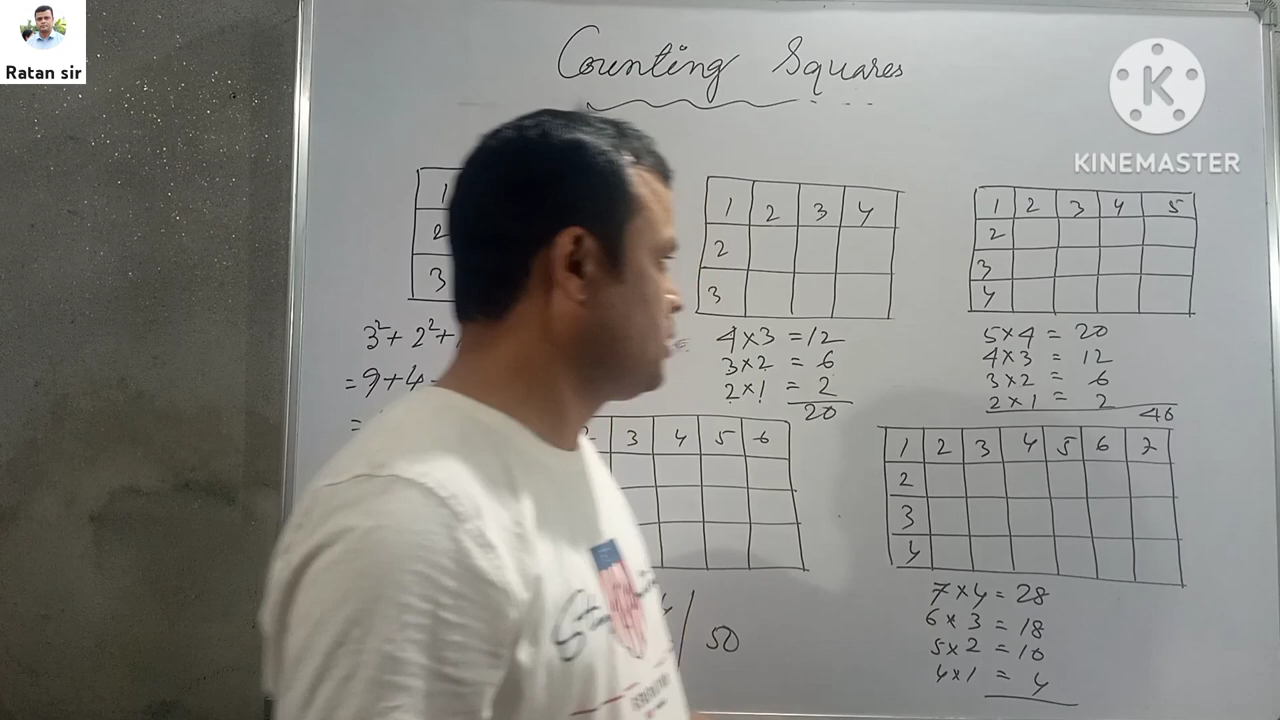 Ratan sir
Counting Squares
KINEMASTER
1
2
3
3²+ 2²+
= 9+4
=
1 2 3 4
2
3
4×3 =12
3×2 = 6
2×1 = 2
20
1 2 3 4 5
2
3
4
5×4 = 20
4×3 = 12
3×2 = 6
2×1 = 2
40
3 4 5 6
50
1 2 3 4 5 6 7
2
3
4
7×4 = 28
6×3 = 18
5×2 = 10
4×1 = 4